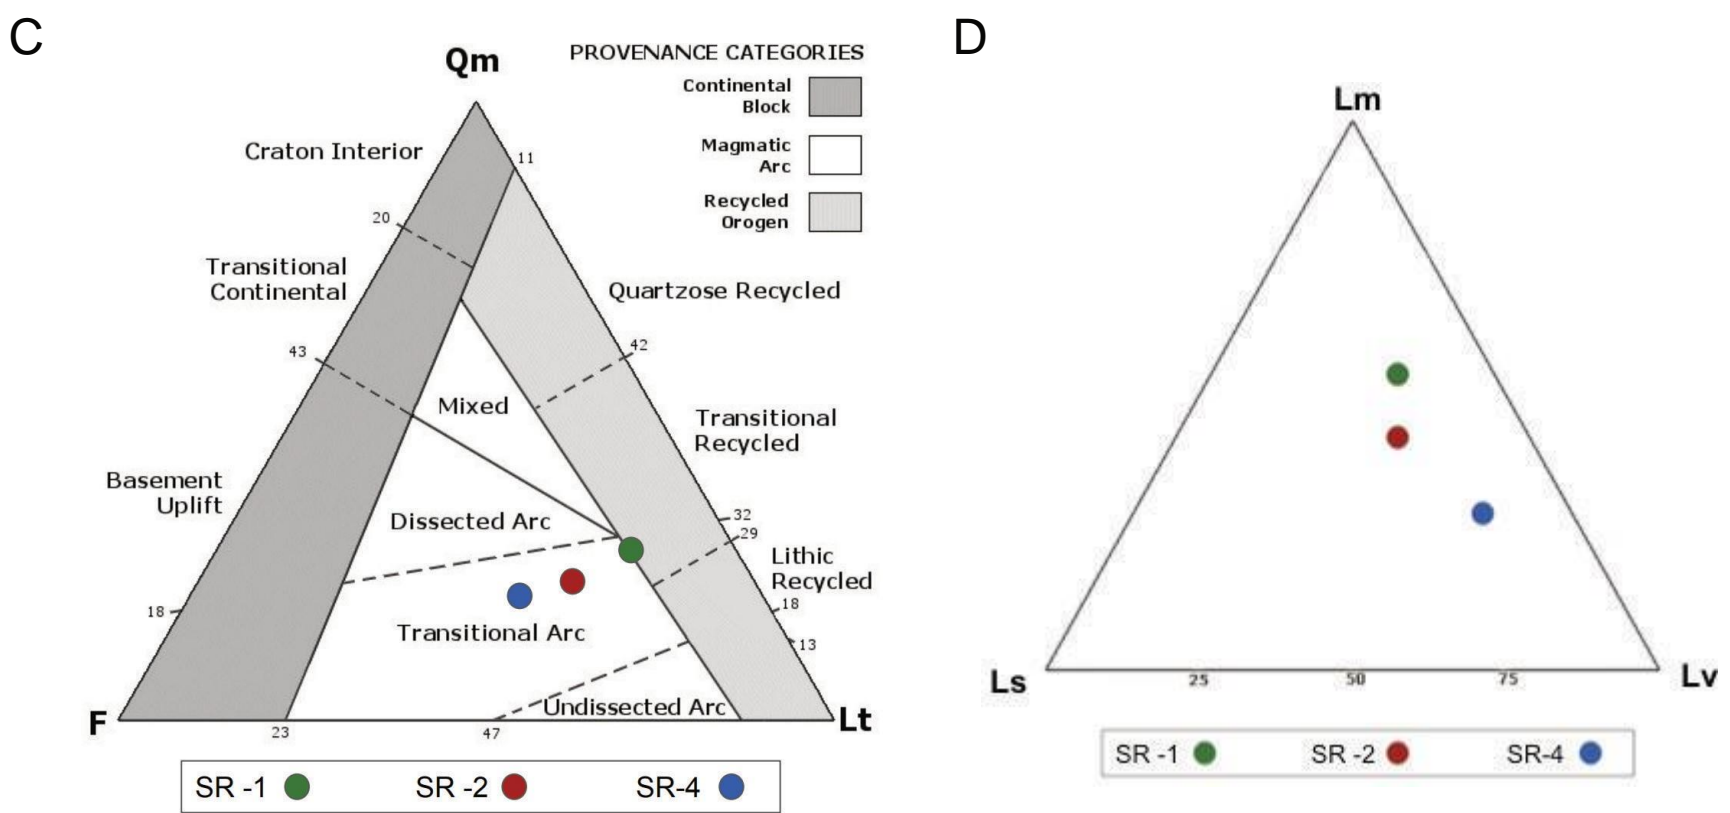 C
Qm
PROVENANCE CATEGORIES
Continental
Block
Magmatic
Arc
Recycled
Orogen
Craton Interior
11
20
Transitional
Continental
Quartzose Recycled
43
42
Mixed
Transitional
Recycled
Basement
Uplift
Dissected Arc
32
29
Lithic
Recycled
18
18
Transitional Arc
13
Undissected Arc
F
Lt
23
47
SR -1
SR -2
SR-4
D
Lm
Ls
Lv
25
50
75
SR -1
SR -2
SR-4